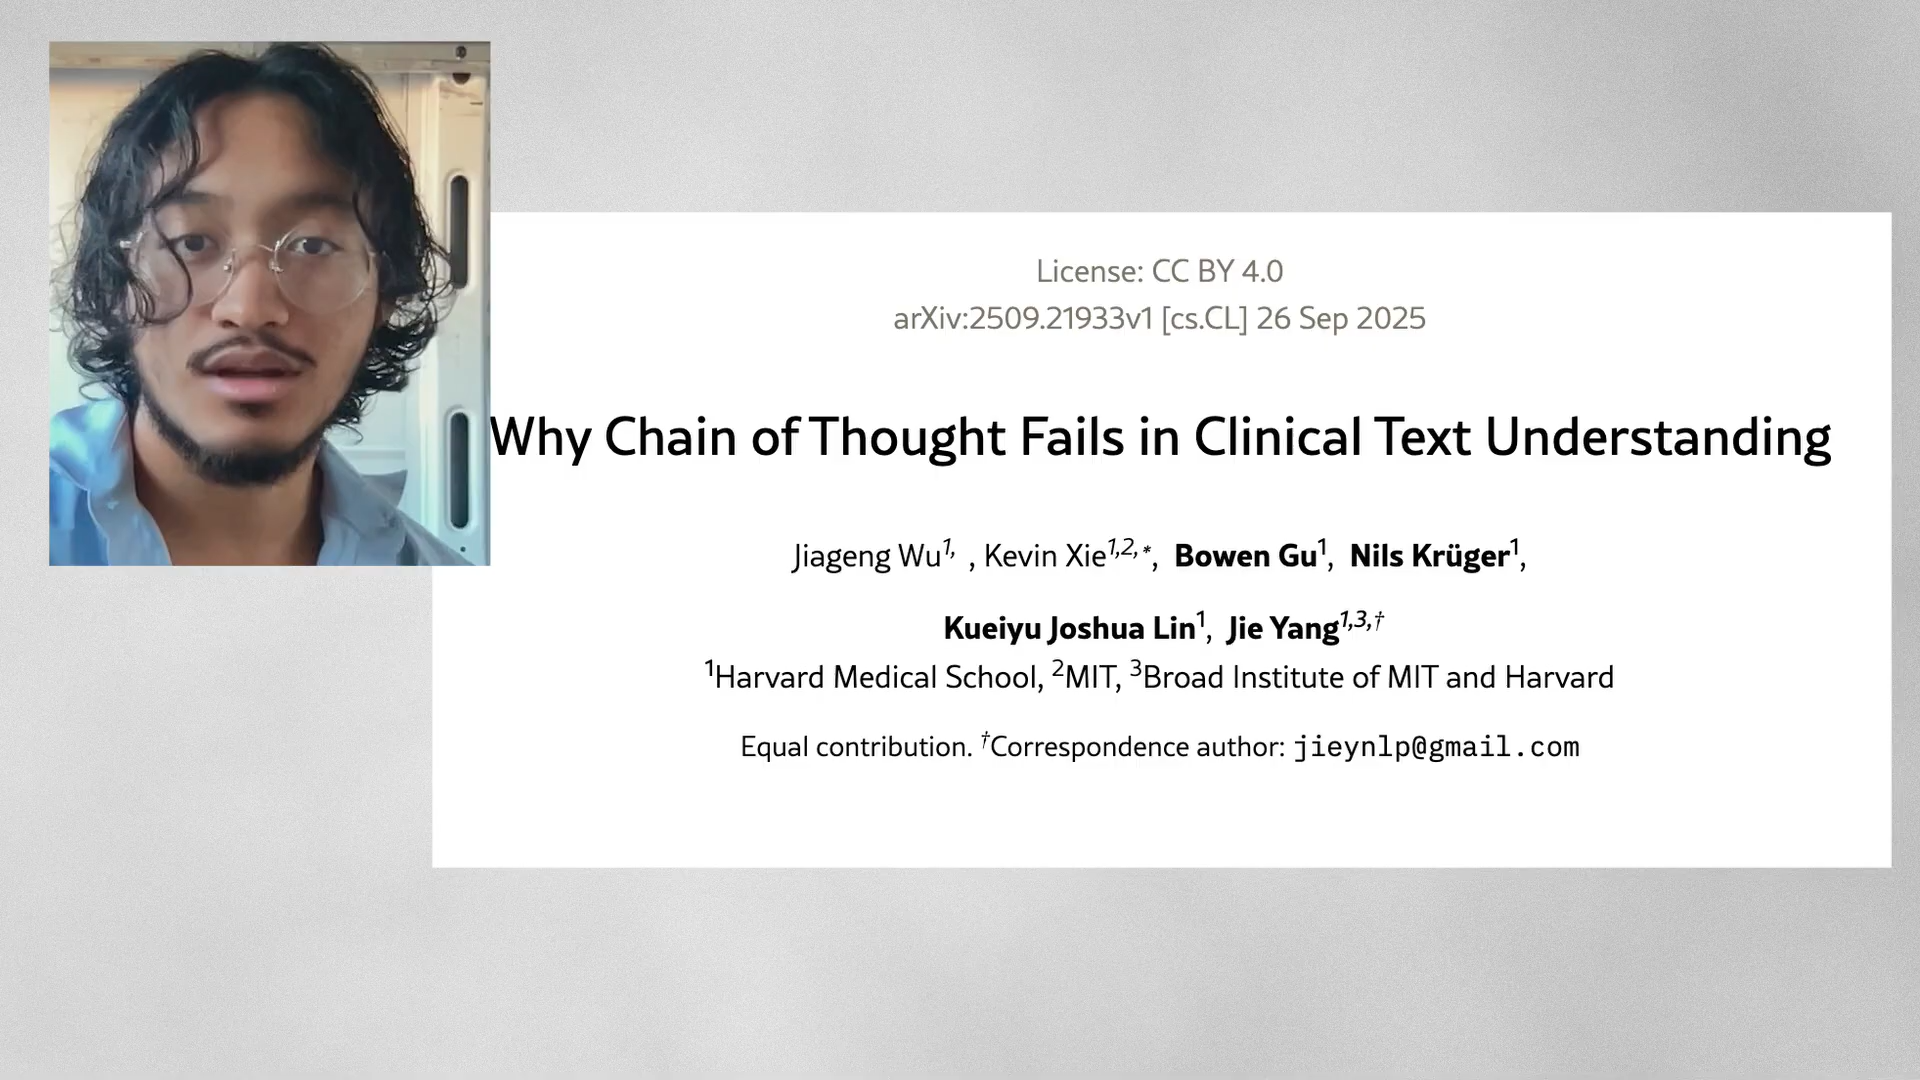 License: CC BY 4.0
arXiv:2509.21933v1 [cs.CL] 26 Sep 2025
Why Chain of Thought Fails in Clinical Text Understanding
Jiageng Wu1, , Kevin Xie1,2,*, Bowen Gu1, Nils Krüger1,
Kueiyu Joshua Lin1, Jie Yang1,3,†
1Harvard Medical School, 2MIT, 3Broad Institute of MIT and Harvard
Equal contribution. †Correspondence author: jieynlp@gmail.com